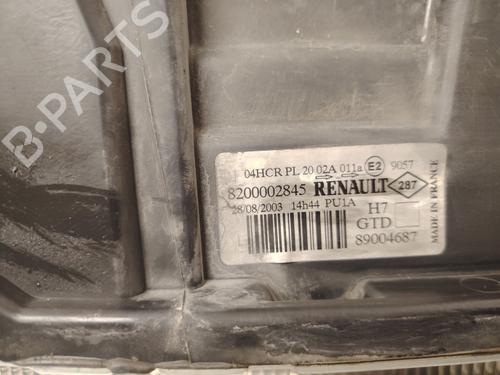 04HCR PL 20 02A 011a E2 9057
8200002845 RENAULT 287
28/08/2003 14h44 PU1A H7
GTD
89004687
MADE IN FRANCE
B-PARTS